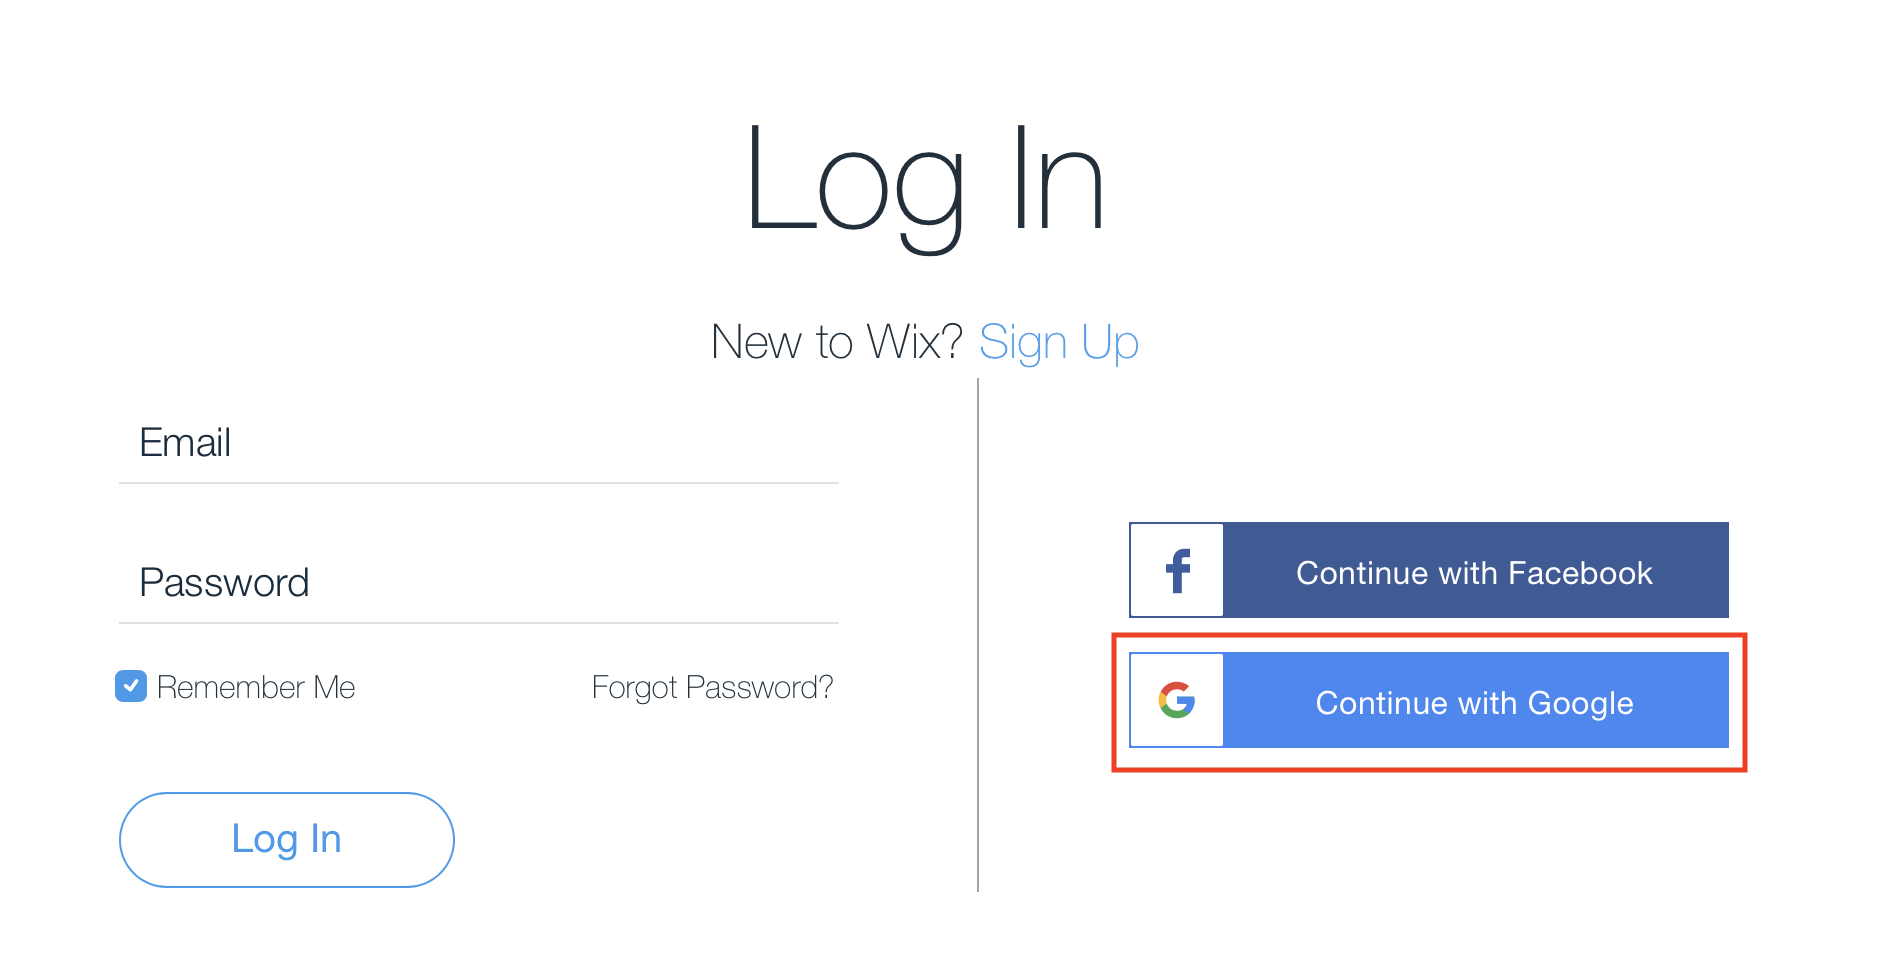 Log In
New to Wix? Sign Up
Email
Password
Remember Me
Forgot Password?
Log In
Continue with Facebook
Continue with Google